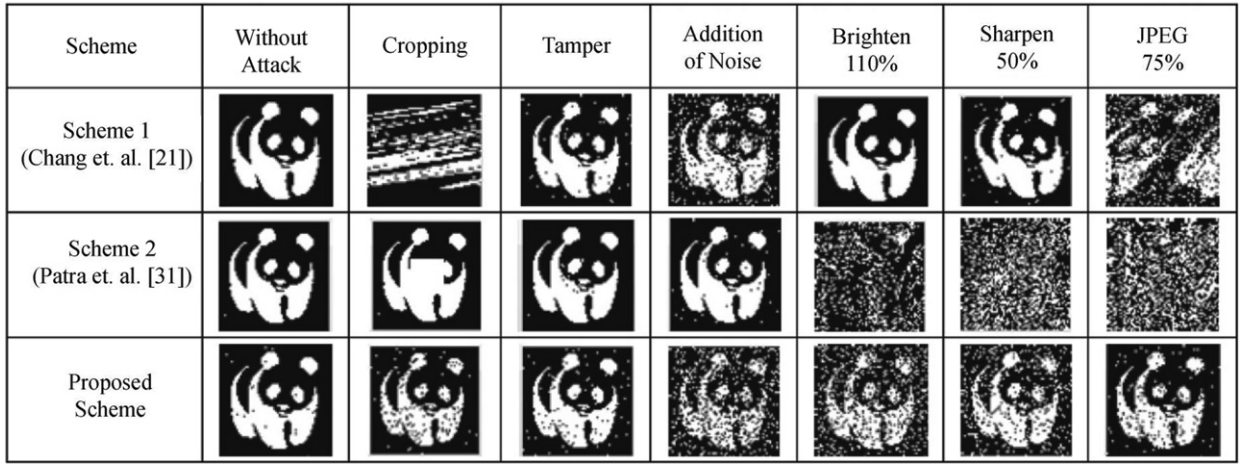 Scheme
Without
Attack
Cropping
Tamper
Addition
of Noise
Brighten
110%
Sharpen
50%
JPEG
75%
Scheme 1
(Chang et. al. [21])
Scheme 2
(Patra et. al. [31])
Proposed
Scheme